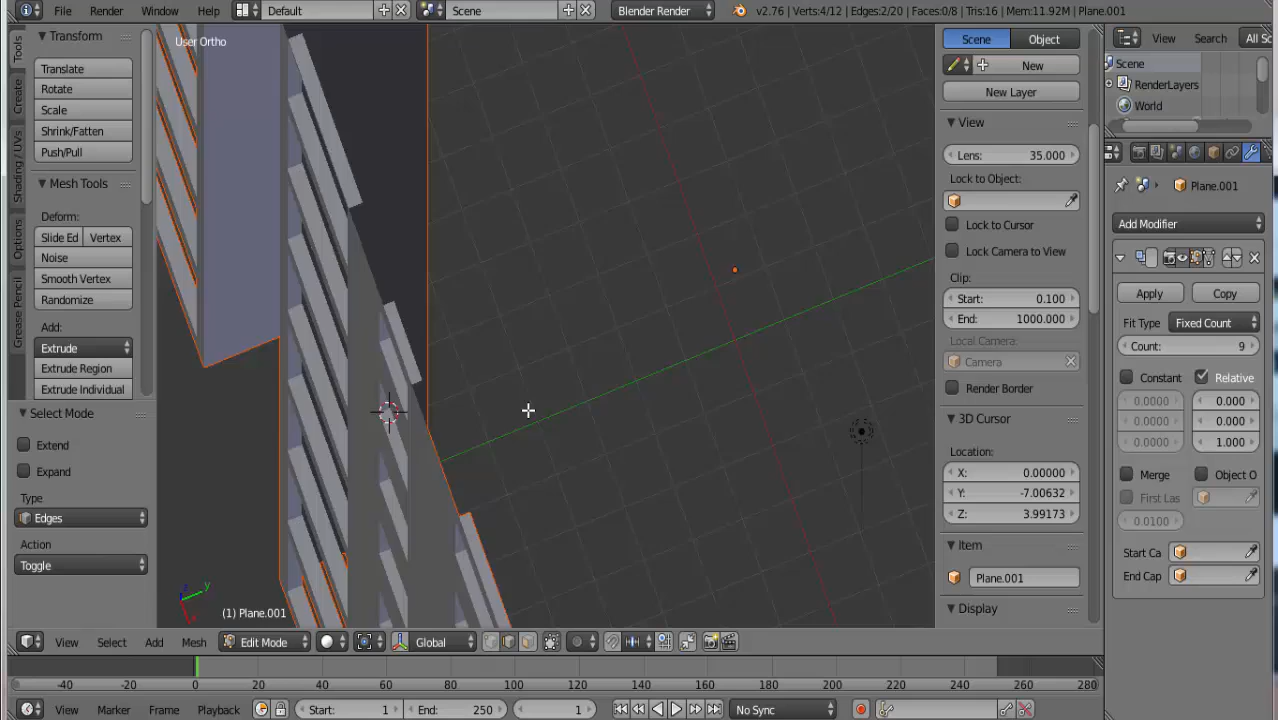 File Render Window Help Default Scene Blender Render v2.76 | Verts:4/12 | Edges:2/20 | Faces:0/8 | Tris:16 | Mem:11.92M | Plane.001
Tools
Create
Shading / UVs
Options
Grease Pencil
Transform
Translate
Rotate
Scale
Shrink/Fatten
Push/Pull
Mesh Tools
Deform:
Slide Ed Vertex
Noise
Smooth Vertex
Randomize
Add:
Extrude
Extrude Region
Extrude Individual
Select Mode
Extend
Expand
Type
Edges
Action
Toggle
User Ortho
z
y
x
(1) Plane.001
View Select Add Mesh Edit Mode Global
Scene Object
New
New Layer
View
Lens: 35.000
Lock to Object:
Lock to Cursor
Lock Camera to View
Clip:
Start: 0.100
End: 1000.000
Local Camera:
Camera
Render Border
3D Cursor
Location:
X: 0.00000
Y: -7.00632
Z: 3.99173
Item
Plane.001
Display
View Search All Sc
Scene
RenderLayers
World
Plane.001
Add Modifier
Apply Copy
Fit Type Fixed Count
Count: 9
Constant Relative
0.0000 0.000
0.0000 0.000
0.0000 1.000
Merge Object O
First Las
0.0100
Start Ca
End Cap
-40 -20 0 20 40 60 80 100 120 140 160 180 200 220 240 260 280
View Marker Frame Playback Start: 1 End: 250 1 No Sync